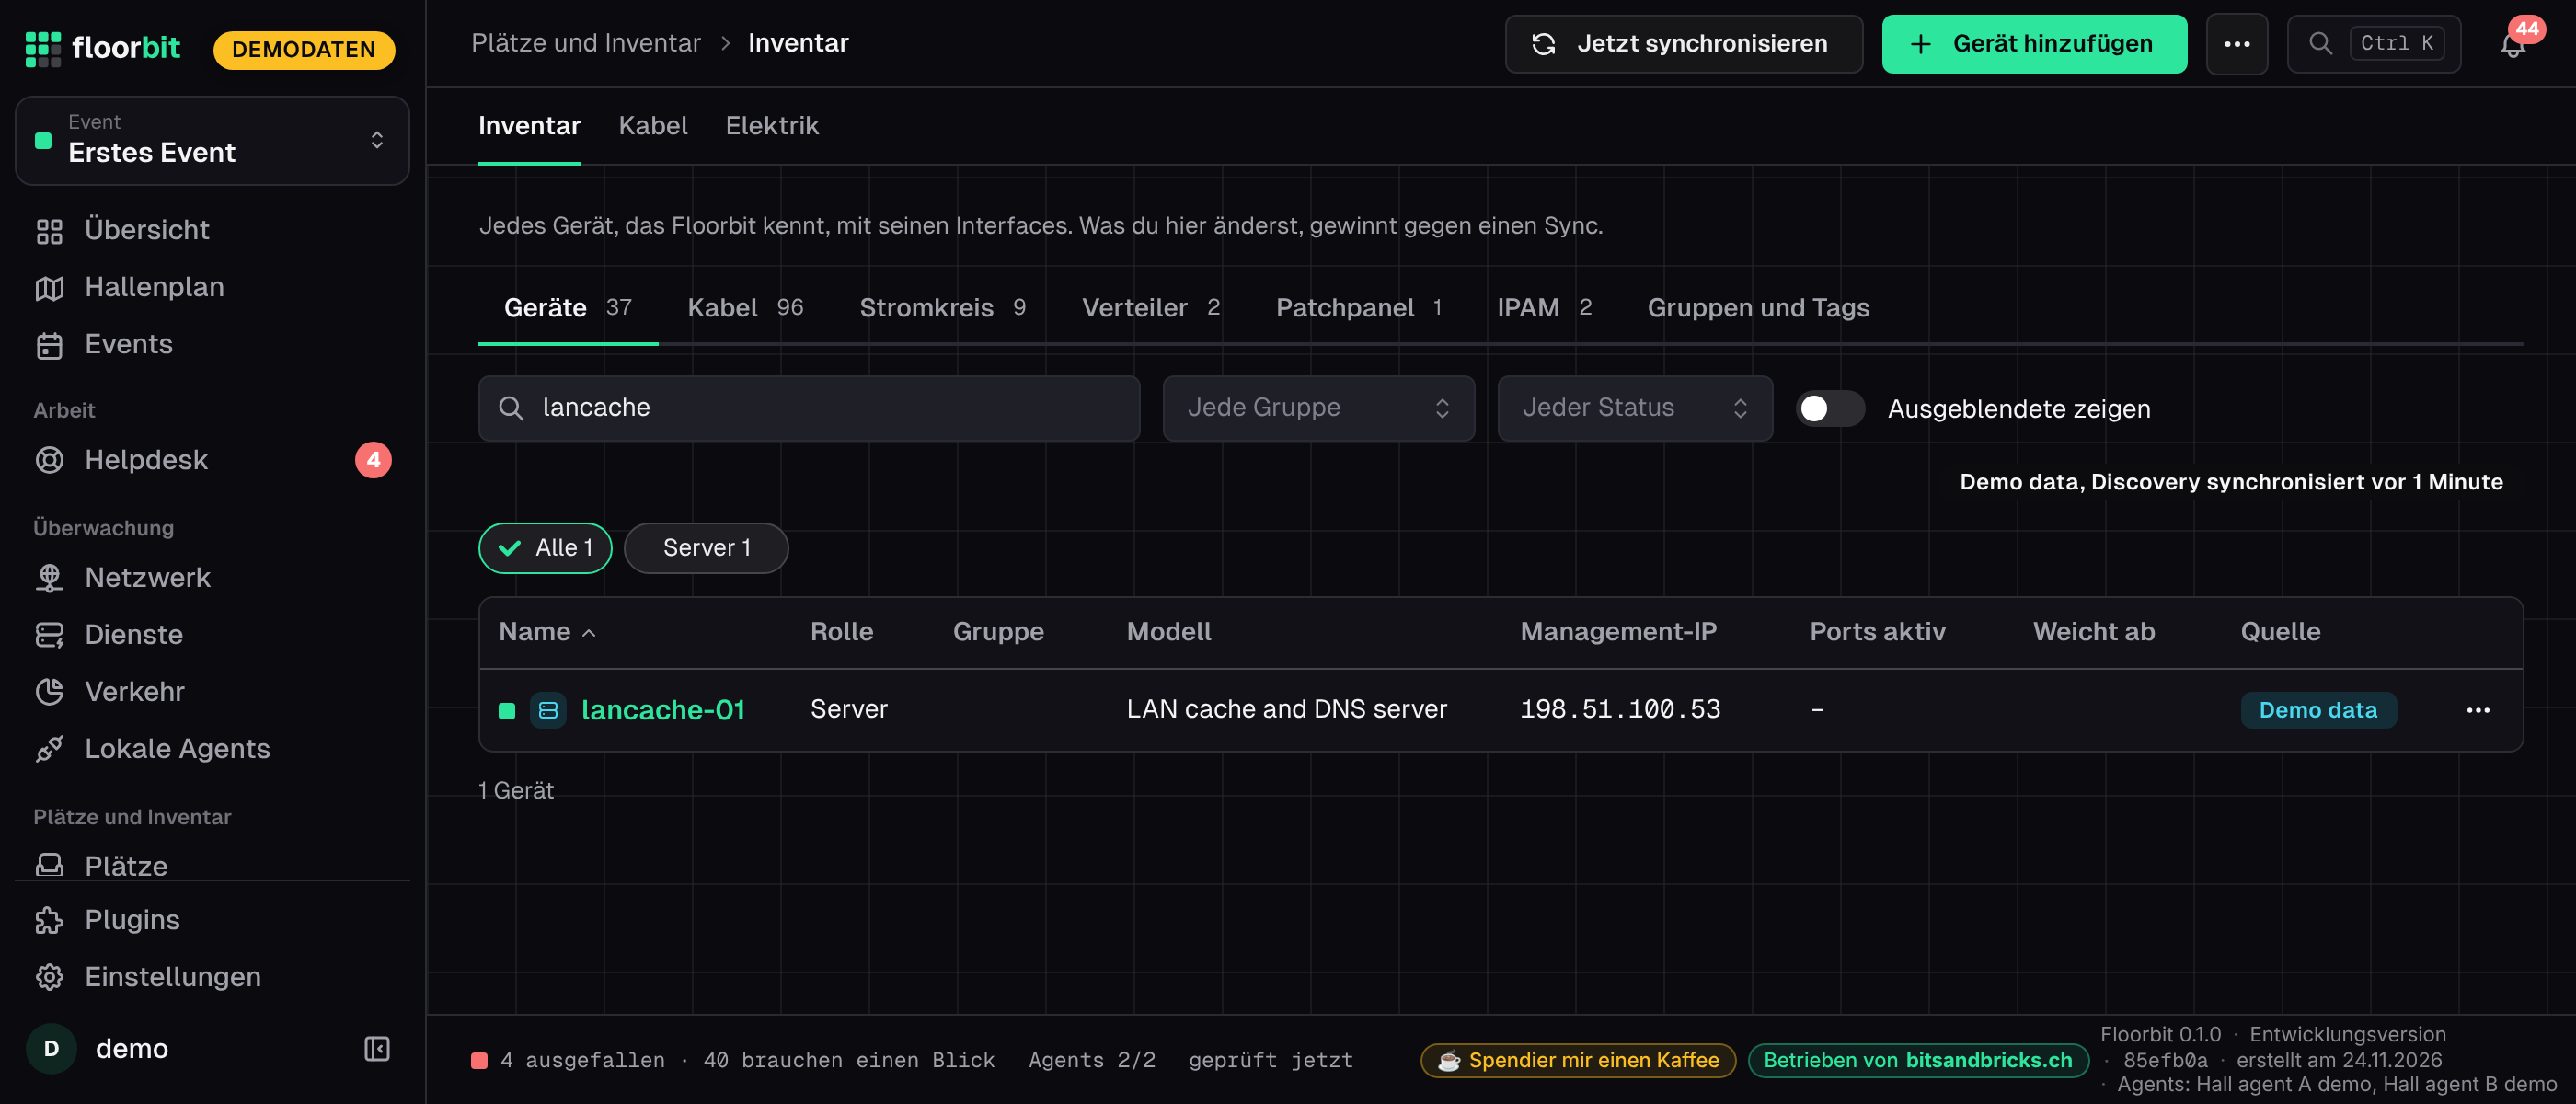 floorbit DEMODATEN
Event
Erstes Event
Übersicht
Hallenplan
Events
Arbeit
Helpdesk 4
Überwachung
Netzwerk
Dienste
Verkehr
Lokale Agents
Plätze und Inventar
Plätze
Plugins
Einstellungen
D demo
Plätze und Inventar > Inventar
Jetzt synchronisieren
+ Gerät hinzufügen
Ctrl K
44
Inventar Kabel Elektrik
Jedes Gerät, das Floorbit kennt, mit seinen Interfaces. Was du hier änderst, gewinnt gegen einen Sync.
Geräte 37 Kabel 96 Stromkreis 9 Verteiler 2 Patchpanel 1 IPAM 2 Gruppen und Tags
lancache Jede Gruppe Jeder Status Ausgeblendete zeigen
Demo data, Discovery synchronisiert vor 1 Minute
Alle 1 Server 1
Name Rolle Gruppe Modell Management-IP Ports aktiv Weicht ab Quelle
lancache-01 Server LAN cache and DNS server 198.51.100.53 – Demo data
1 Gerät
4 ausgefallen · 40 brauchen einen Blick Agents 2/2 geprüft jetzt
Spendier mir einen Kaffee
Betrieben von bitsandbricks.ch
Floorbit 0.1.0 · Entwicklungsversion
· 85efb0a · erstellt am 24.11.2026
· Agents: Hall agent A demo, Hall agent B demo